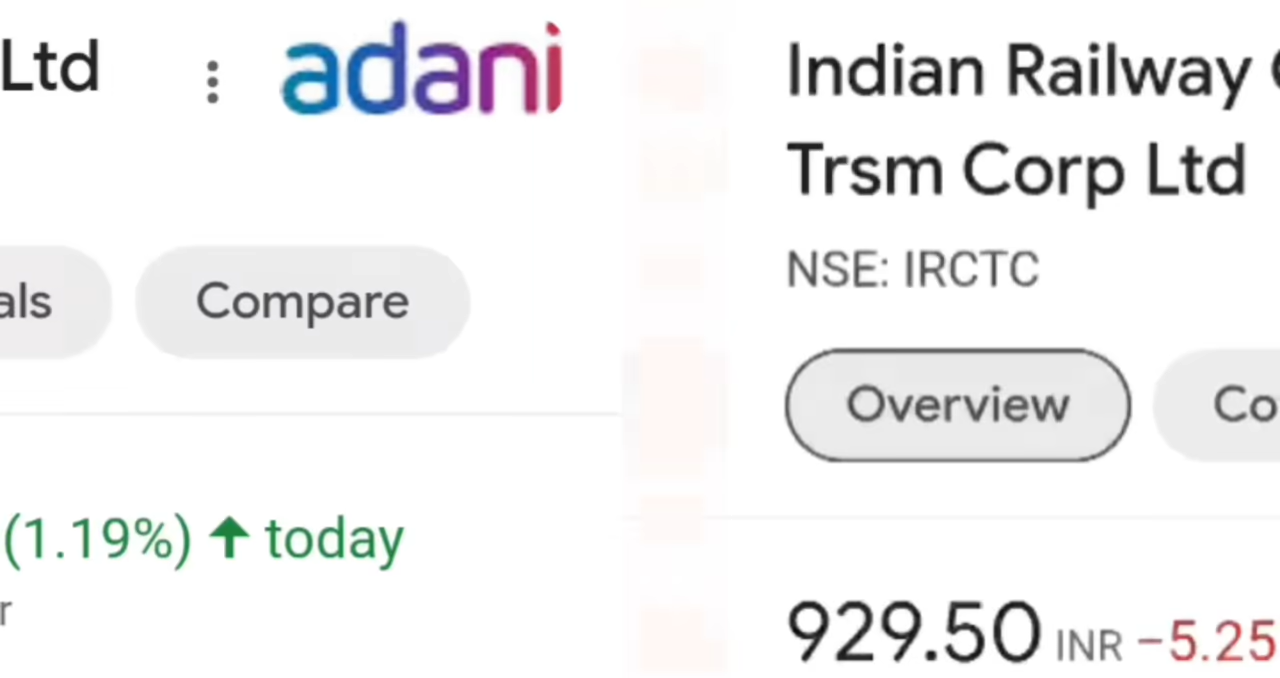 Ltd
adani
als
Compare
(1.19%) ↑ today
r
Indian Railway
Trsm Corp Ltd
NSE: IRCTC
Overview
Co
929.50 INR −5.25